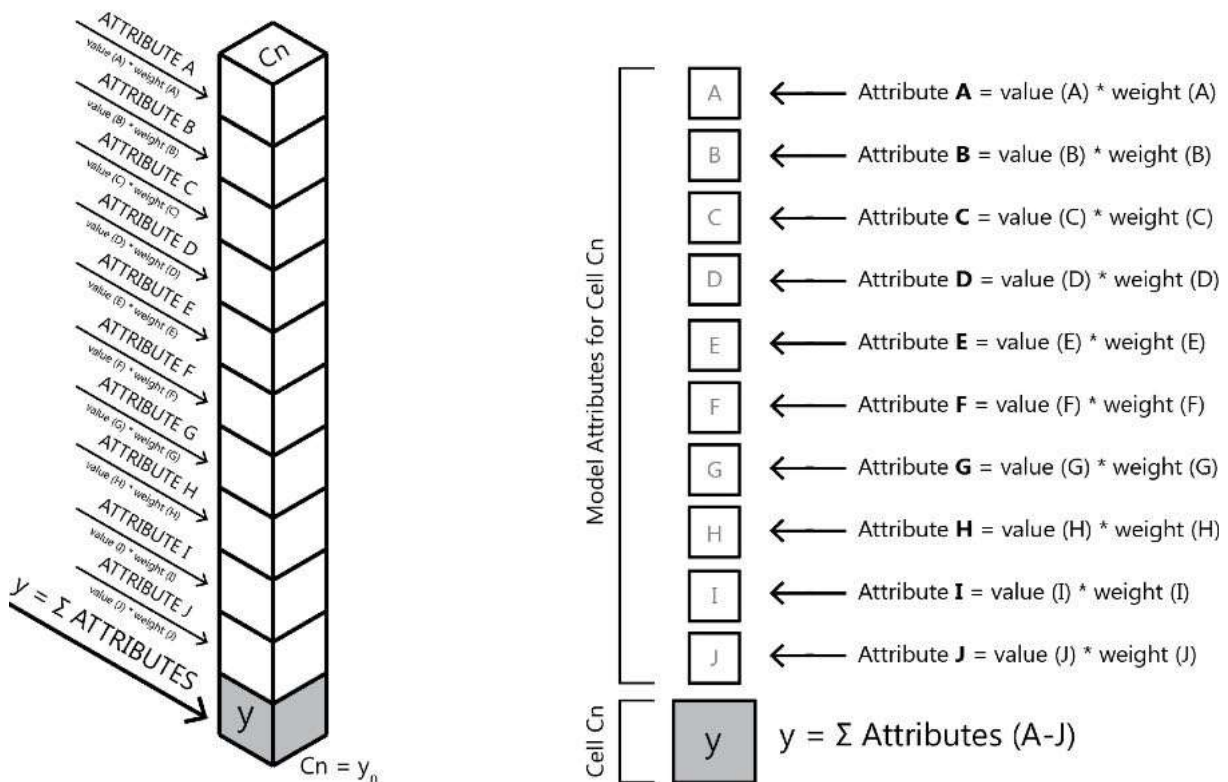 Cn
ATTRIBUTE A
value (A) * weight (A)
ATTRIBUTE B
value (B) * weight (B)
ATTRIBUTE C
value (C) * weight (C)
ATTRIBUTE D
value (D) * weight (D)
ATTRIBUTE E
value (E) * weight (E)
ATTRIBUTE F
value (F) * weight (F)
ATTRIBUTE G
value (G) * weight (G)
ATTRIBUTE H
value (H) * weight (H)
ATTRIBUTE I
value (I) * weight (I)
ATTRIBUTE J
value (J) * weight (J)
y = Σ ATTRIBUTES
y
Cn = yn
Model Attributes for Cell Cn
A Attribute A = value (A) * weight (A)
B Attribute B = value (B) * weight (B)
C Attribute C = value (C) * weight (C)
D Attribute D = value (D) * weight (D)
E Attribute E = value (E) * weight (E)
F Attribute F = value (F) * weight (F)
G Attribute G = value (G) * weight (G)
H Attribute H = value (H) * weight (H)
I Attribute I = value (I) * weight (I)
J Attribute J = value (J) * weight (J)
Cell Cn
y y = Σ Attributes (A-J)